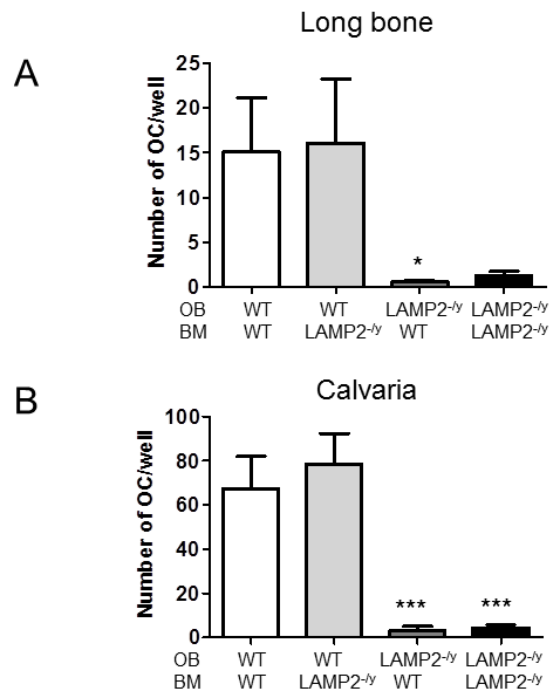 Long bone
A
Number of OC/well
25
20
15
10
5
0
*
OB WT WT LAMP2-/y LAMP2-/y
BM WT LAMP2-/y WT LAMP2-/y
Calvaria
B
Number of OC/well
100
80
60
40
20
0
*** ***
OB WT WT LAMP2-/y LAMP2-/y
BM WT LAMP2-/y WT LAMP2-/y